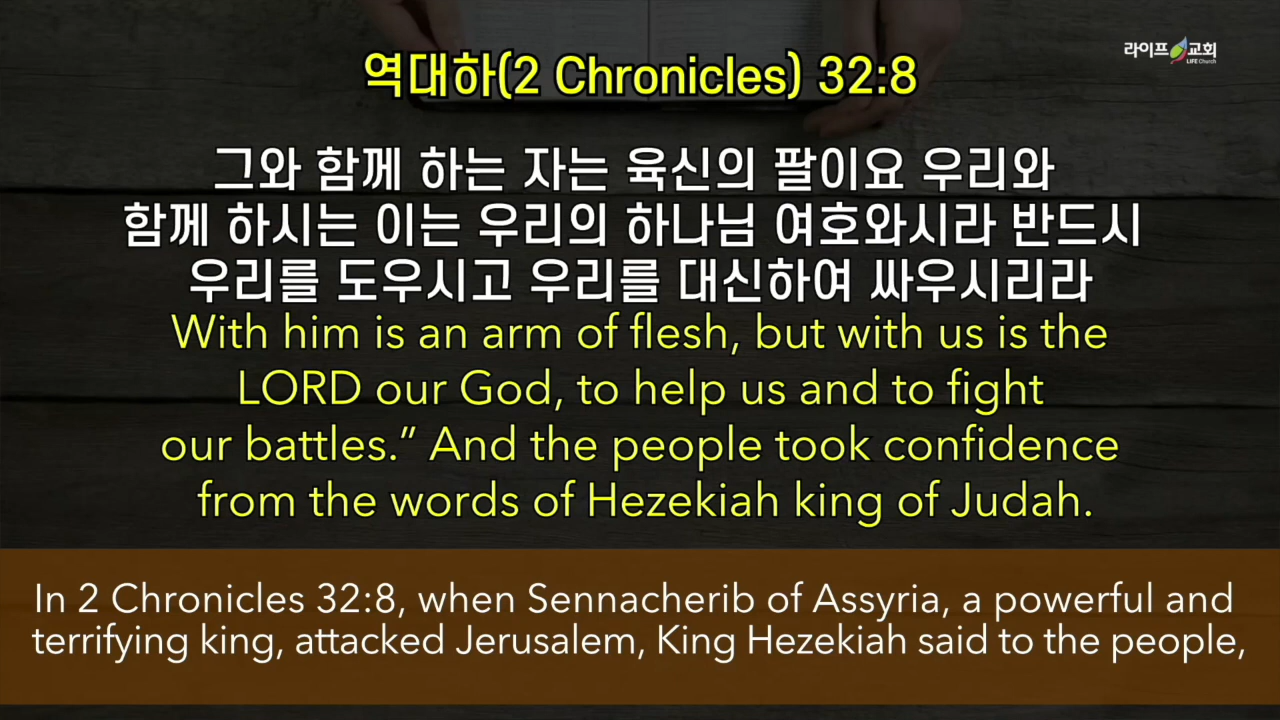 라이프교회
LIFE Church
역대하(2 Chronicles) 32:8
그와 함께 하는 자는 육신의 팔이요 우리와
함께 하시는 이는 우리의 하나님 여호와시라 반드시
우리를 도우시고 우리를 대신하여 싸우시리라
With him is an arm of flesh, but with us is the
LORD our God, to help us and to fight
our battles.” And the people took confidence
from the words of Hezekiah king of Judah.
In 2 Chronicles 32:8, when Sennacherib of Assyria, a powerful and
terrifying king, attacked Jerusalem, King Hezekiah said to the people,